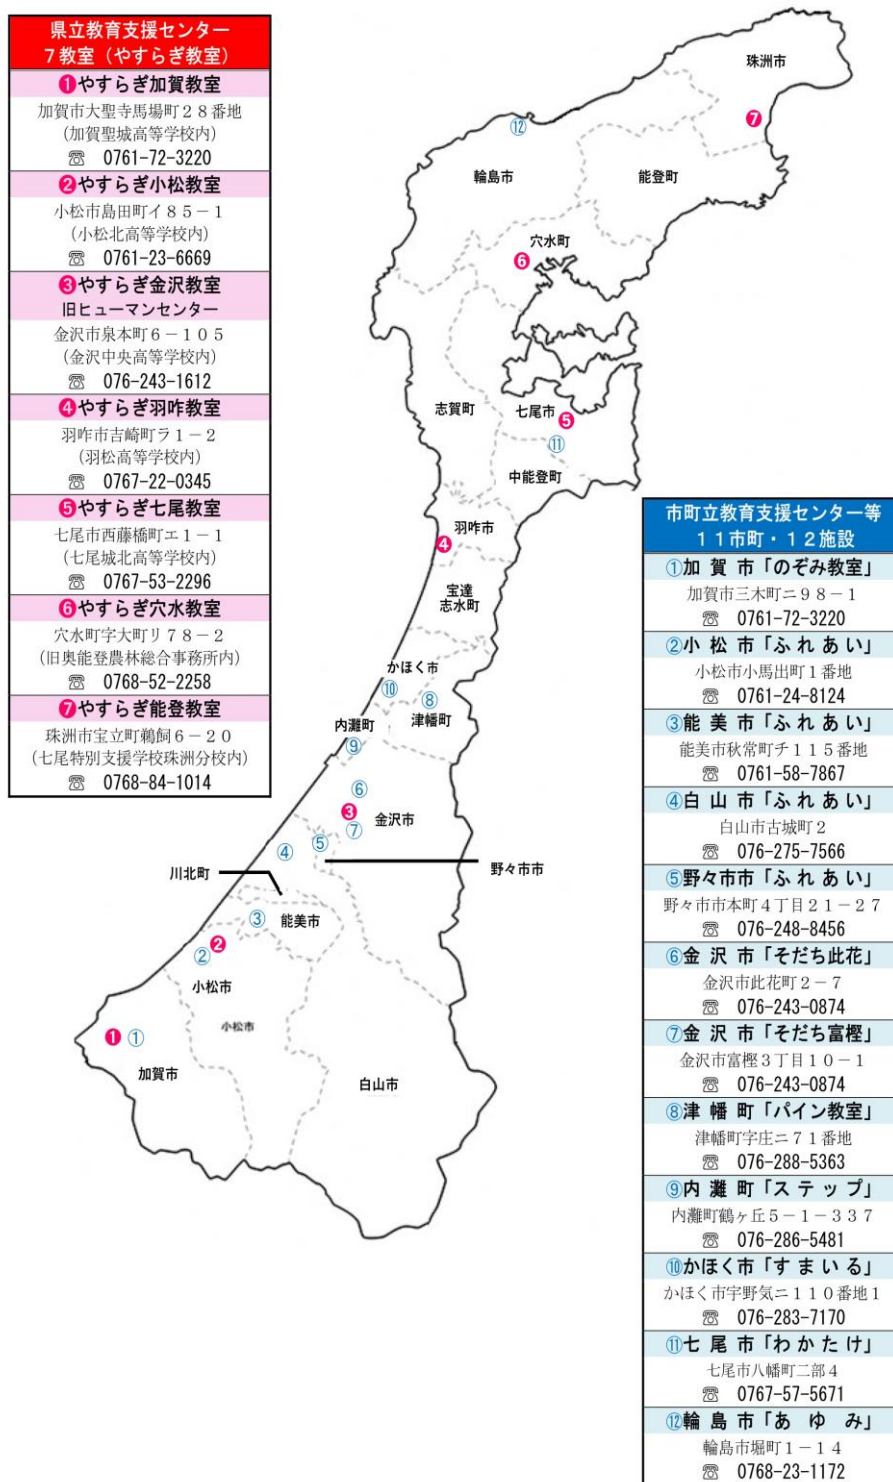 県立教育支援センター
7教室（やすらぎ教室）
❶やすらぎ加賀教室
加賀市大聖寺馬場町２８番地
(加賀聖城高等学校内)
☎ 0761-72-3220
❷やすらぎ小松教室
小松市島田町イ８５－１
(小松北高等学校内)
☎ 0761-23-6669
❸やすらぎ金沢教室
旧ヒューマンセンター
金沢市泉本町６－１０５
(金沢中央高等学校内)
☎ 076-243-1612
❹やすらぎ羽咋教室
羽咋市吉崎町ラ１－２
(羽松高等学校内)
☎ 0767-22-0345
❺やすらぎ七尾教室
七尾市西藤橋町エ１－１
(七尾城北高等学校内)
☎ 0767-53-2296
❻やすらぎ穴水教室
穴水町字大町リ７８－２
(旧奥能登農林総合事務所内)
☎ 0768-52-2258
❼やすらぎ能登教室
珠洲市宝立町鵜飼６－２０
(七尾特別支援学校珠洲分校内)
☎ 0768-84-1014
珠洲市
❼
⑫
輪島市
能登町
穴水町
❻
志賀町
七尾市
❺
⑪
中能登町
羽咋市
❹
宝達
志水町
かほく市
⑩
⑧
津幡町
内灘町
⑨
⑥
❸
金沢市
⑦
⑤
④
野々市市
川北町
③
能美市
❷
②
小松市
小松市
❶
①
加賀市
白山市
市町立教育支援センター等
１１市町・１２施設
①加賀市「のぞみ教室」
加賀市三木町ニ９８－１
☎ 0761-72-3220
②小松市「ふれあい」
小松市小馬出町１番地
☎ 0761-24-8124
③能美市「ふれあい」
能美市秋常町チ１１５番地
☎ 0761-58-7867
④白山市「ふれあい」
白山市古城町２
☎ 076-275-7566
⑤野々市市「ふれあい」
野々市市本町４丁目２１－２７
☎ 076-248-8456
⑥金沢市「そだち此花」
金沢市此花町２－７
☎ 076-243-0874
⑦金沢市「そだち富樫」
金沢市富樫３丁目１０－１
☎ 076-243-0874
⑧津幡町「パイン教室」
津幡町字庄ニ７１番地
☎ 076-288-5363
⑨内灘町「ステップ」
内灘町鶴ヶ丘５－１－３３７
☎ 076-286-5481
⑩かほく市「すまいる」
かほく市宇野気ニ１１０番地１
☎ 076-283-7170
⑪七尾市「わかたけ」
七尾市八幡町二部４
☎ 0767-57-5671
⑫輪島市「あゆみ」
輪島市堀町１－１４
☎ 0768-23-1172